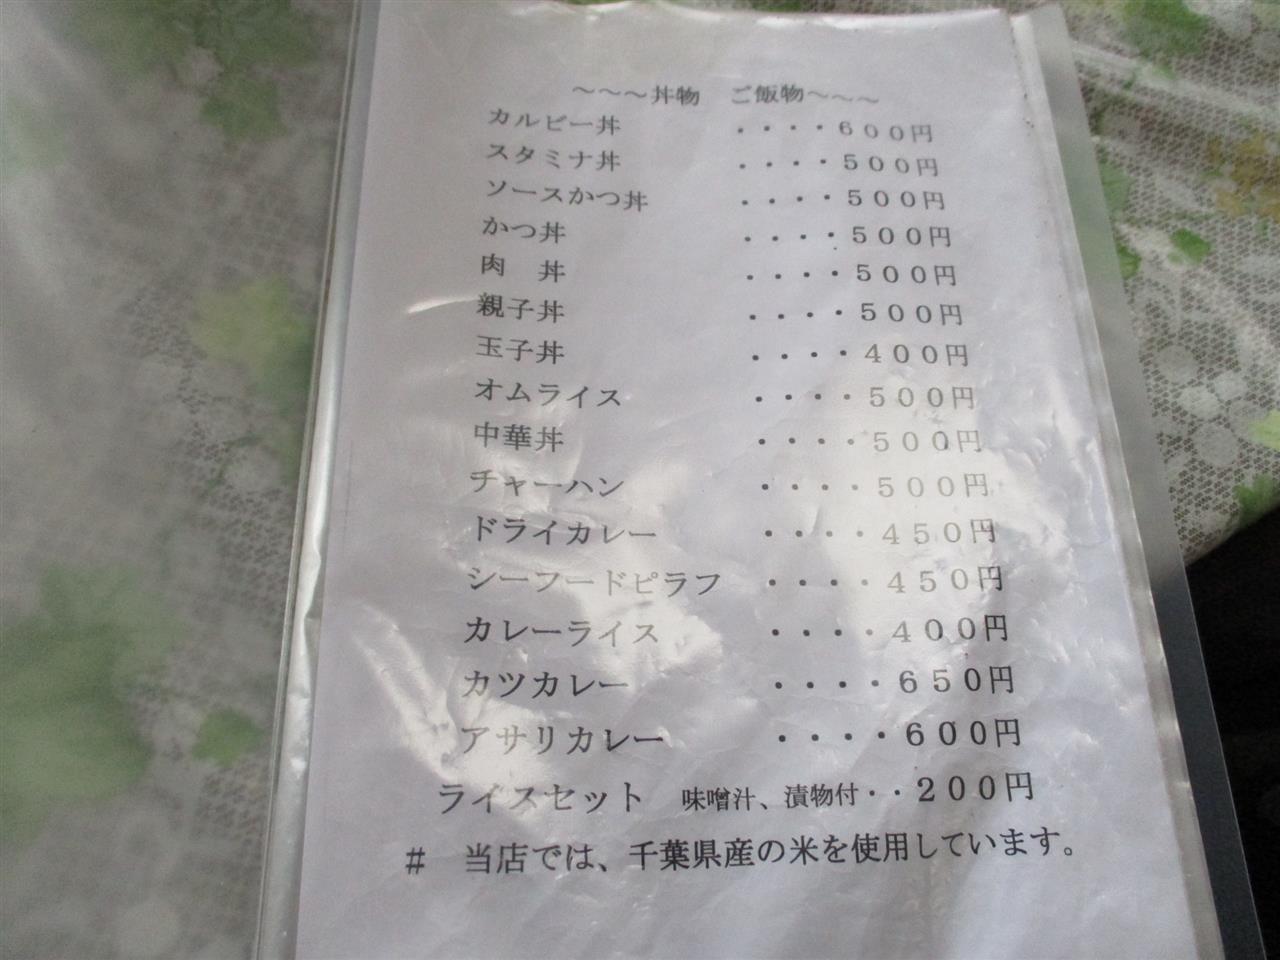 ～～～丼物　ご飯物～～～
カルビー丼　・・・・６００円
スタミナ丼　・・・・５００円
ソースかつ丼　・・・・５００円
かつ丼　・・・・５００円
肉　丼　・・・・５００円
親子丼　・・・・５００円
玉子丼　・・・・４００円
オムライス　・・・・５００円
中華丼　・・・・５００円
チャーハン　・・・・５００円
ドライカレー　・・・・４５０円
シーフードピラフ　・・・・４５０円
カレーライス　・・・・４００円
カツカレー　・・・・６５０円
アサリカレー　・・・・６００円
ライスセット　味噌汁、漬物付・・２００円
＃　当店では、千葉県産の米を使用しています。